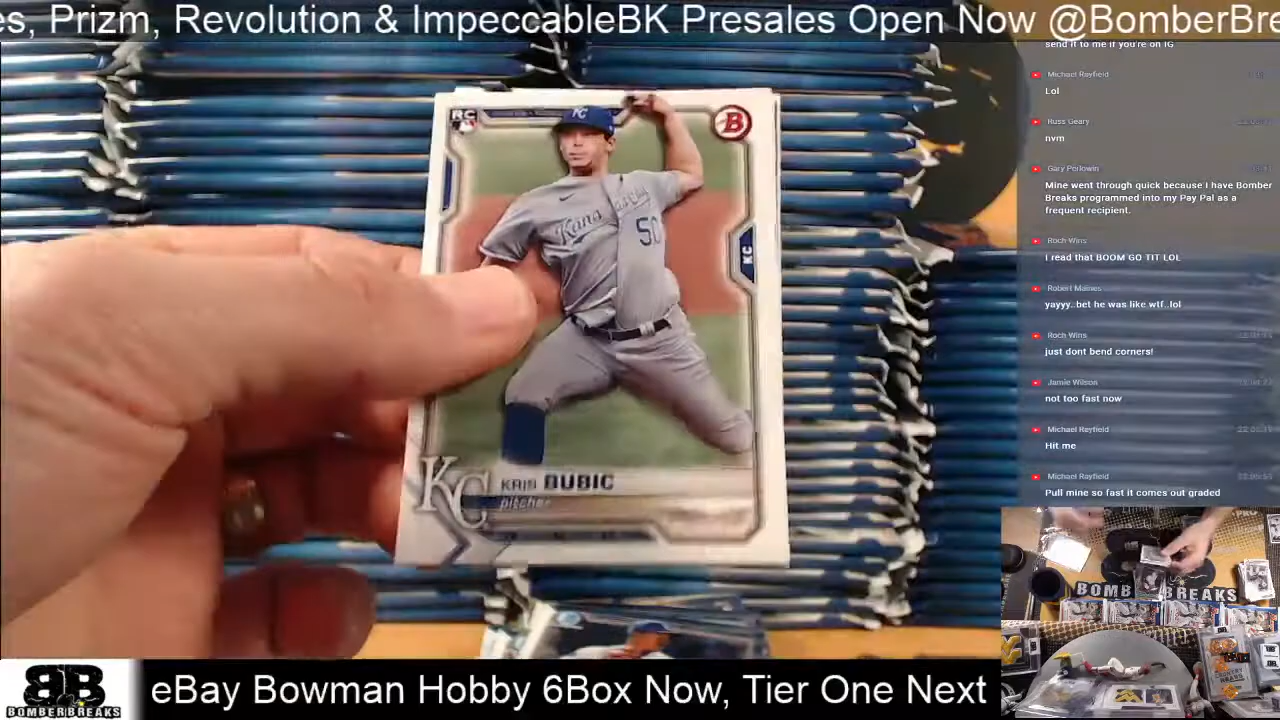 es, Prizm, Revolution & ImpeccableBK Presales Open Now @BomberBre
send it to me if you're on IG
Michael Rayfield
Lol
Russ Geary
nvm
Gary Perlowin
Mine went through quick because I have Bomber
Breaks programmed into my Pay Pal as a
frequent recipient.
Roch Wins
i read that BOOM GO TIT LOL
Robert Maines
yayyy..bet he was like wtf..lol
Roch Wins
just dont bend corners!
Jamie Wilson
not too fast now
Michael Rayfield
Hit me
Michael Rayfield
Pull mine so fast it comes out graded
RC
B
KC
Kansas
50
KC
KC
KRIS BUBIC
pitcher
BOMB BREAKS
BB
BOMBERBREAKS
eBay Bowman Hobby 6Box Now, Tier One Next